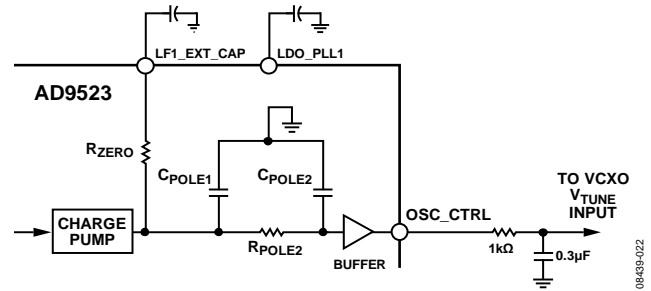 LF1_EXT_CAP
LDO_PLL1
AD9523
RZERO
CPOLE1
CPOLE2
TO VCXO
VTUNE
INPUT
OSC_CTRL
CHARGE
PUMP
RPOLE2
BUFFER
1kΩ
0.3µF
08439-022